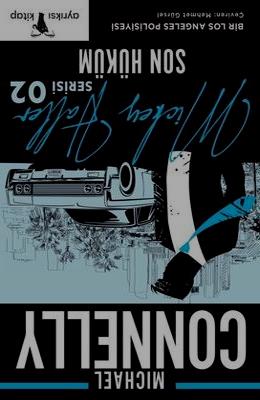 MICHAEL
CONNELLY
Mickey Haller
SERİSİ 02
SON HÜKÜM
BİR LOS ANGELES POLİSİYESİ
Çeviren: Mehmet Gürsel
ayrıksı kitap